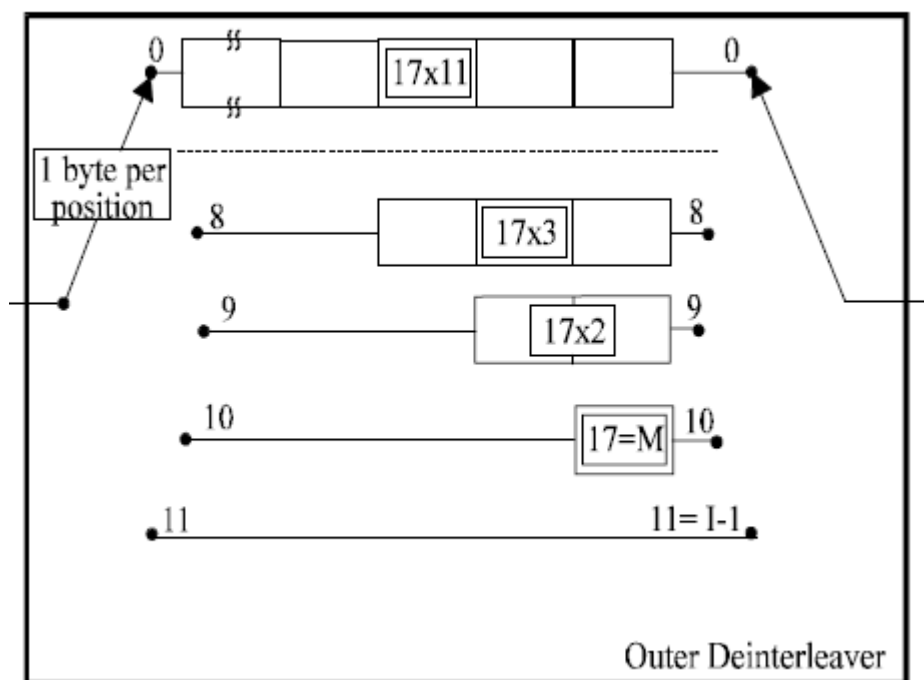 0
17x11
0
1 byte per
position
8
17x3
8
9
17x2
9
10
17=M
10
11
11= I-1
Outer Deinterleaver